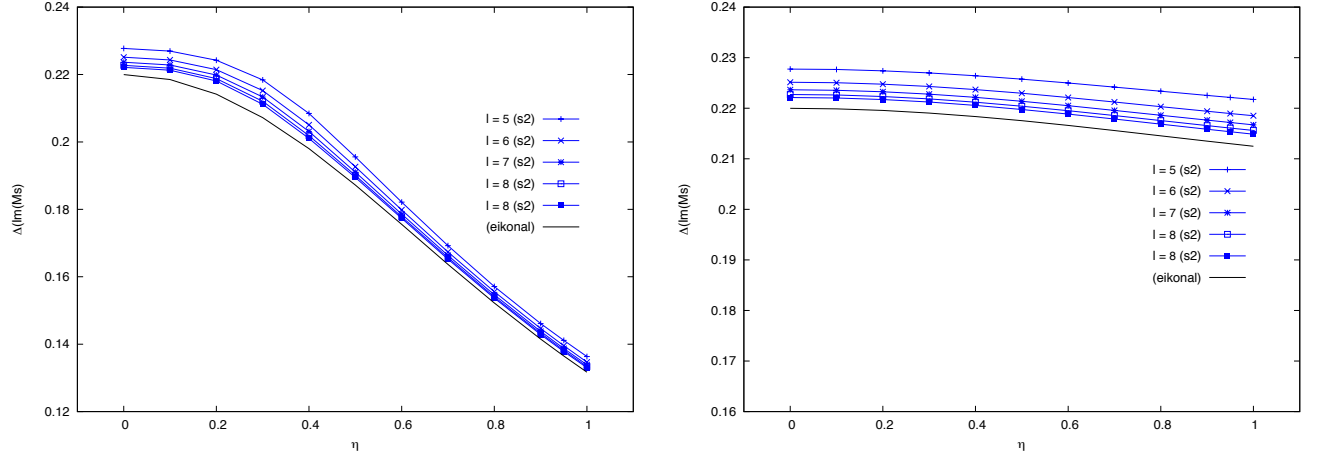 0.24
0.22
0.2
0.18
0.16
0.14
0.12
0 0.2 0.4 0.6 0.8 1
η
Δ(Im(Ms)
l = 5 (s2)
l = 6 (s2)
l = 7 (s2)
l = 8 (s2)
l = 8 (s2)
(eikonal)
0.24
0.23
0.22
0.21
0.2
0.19
0.18
0.17
0.16
0 0.2 0.4 0.6 0.8 1
η
Δ(Im(Ms)
l = 5 (s2)
l = 6 (s2)
l = 7 (s2)
l = 8 (s2)
l = 8 (s2)
(eikonal)